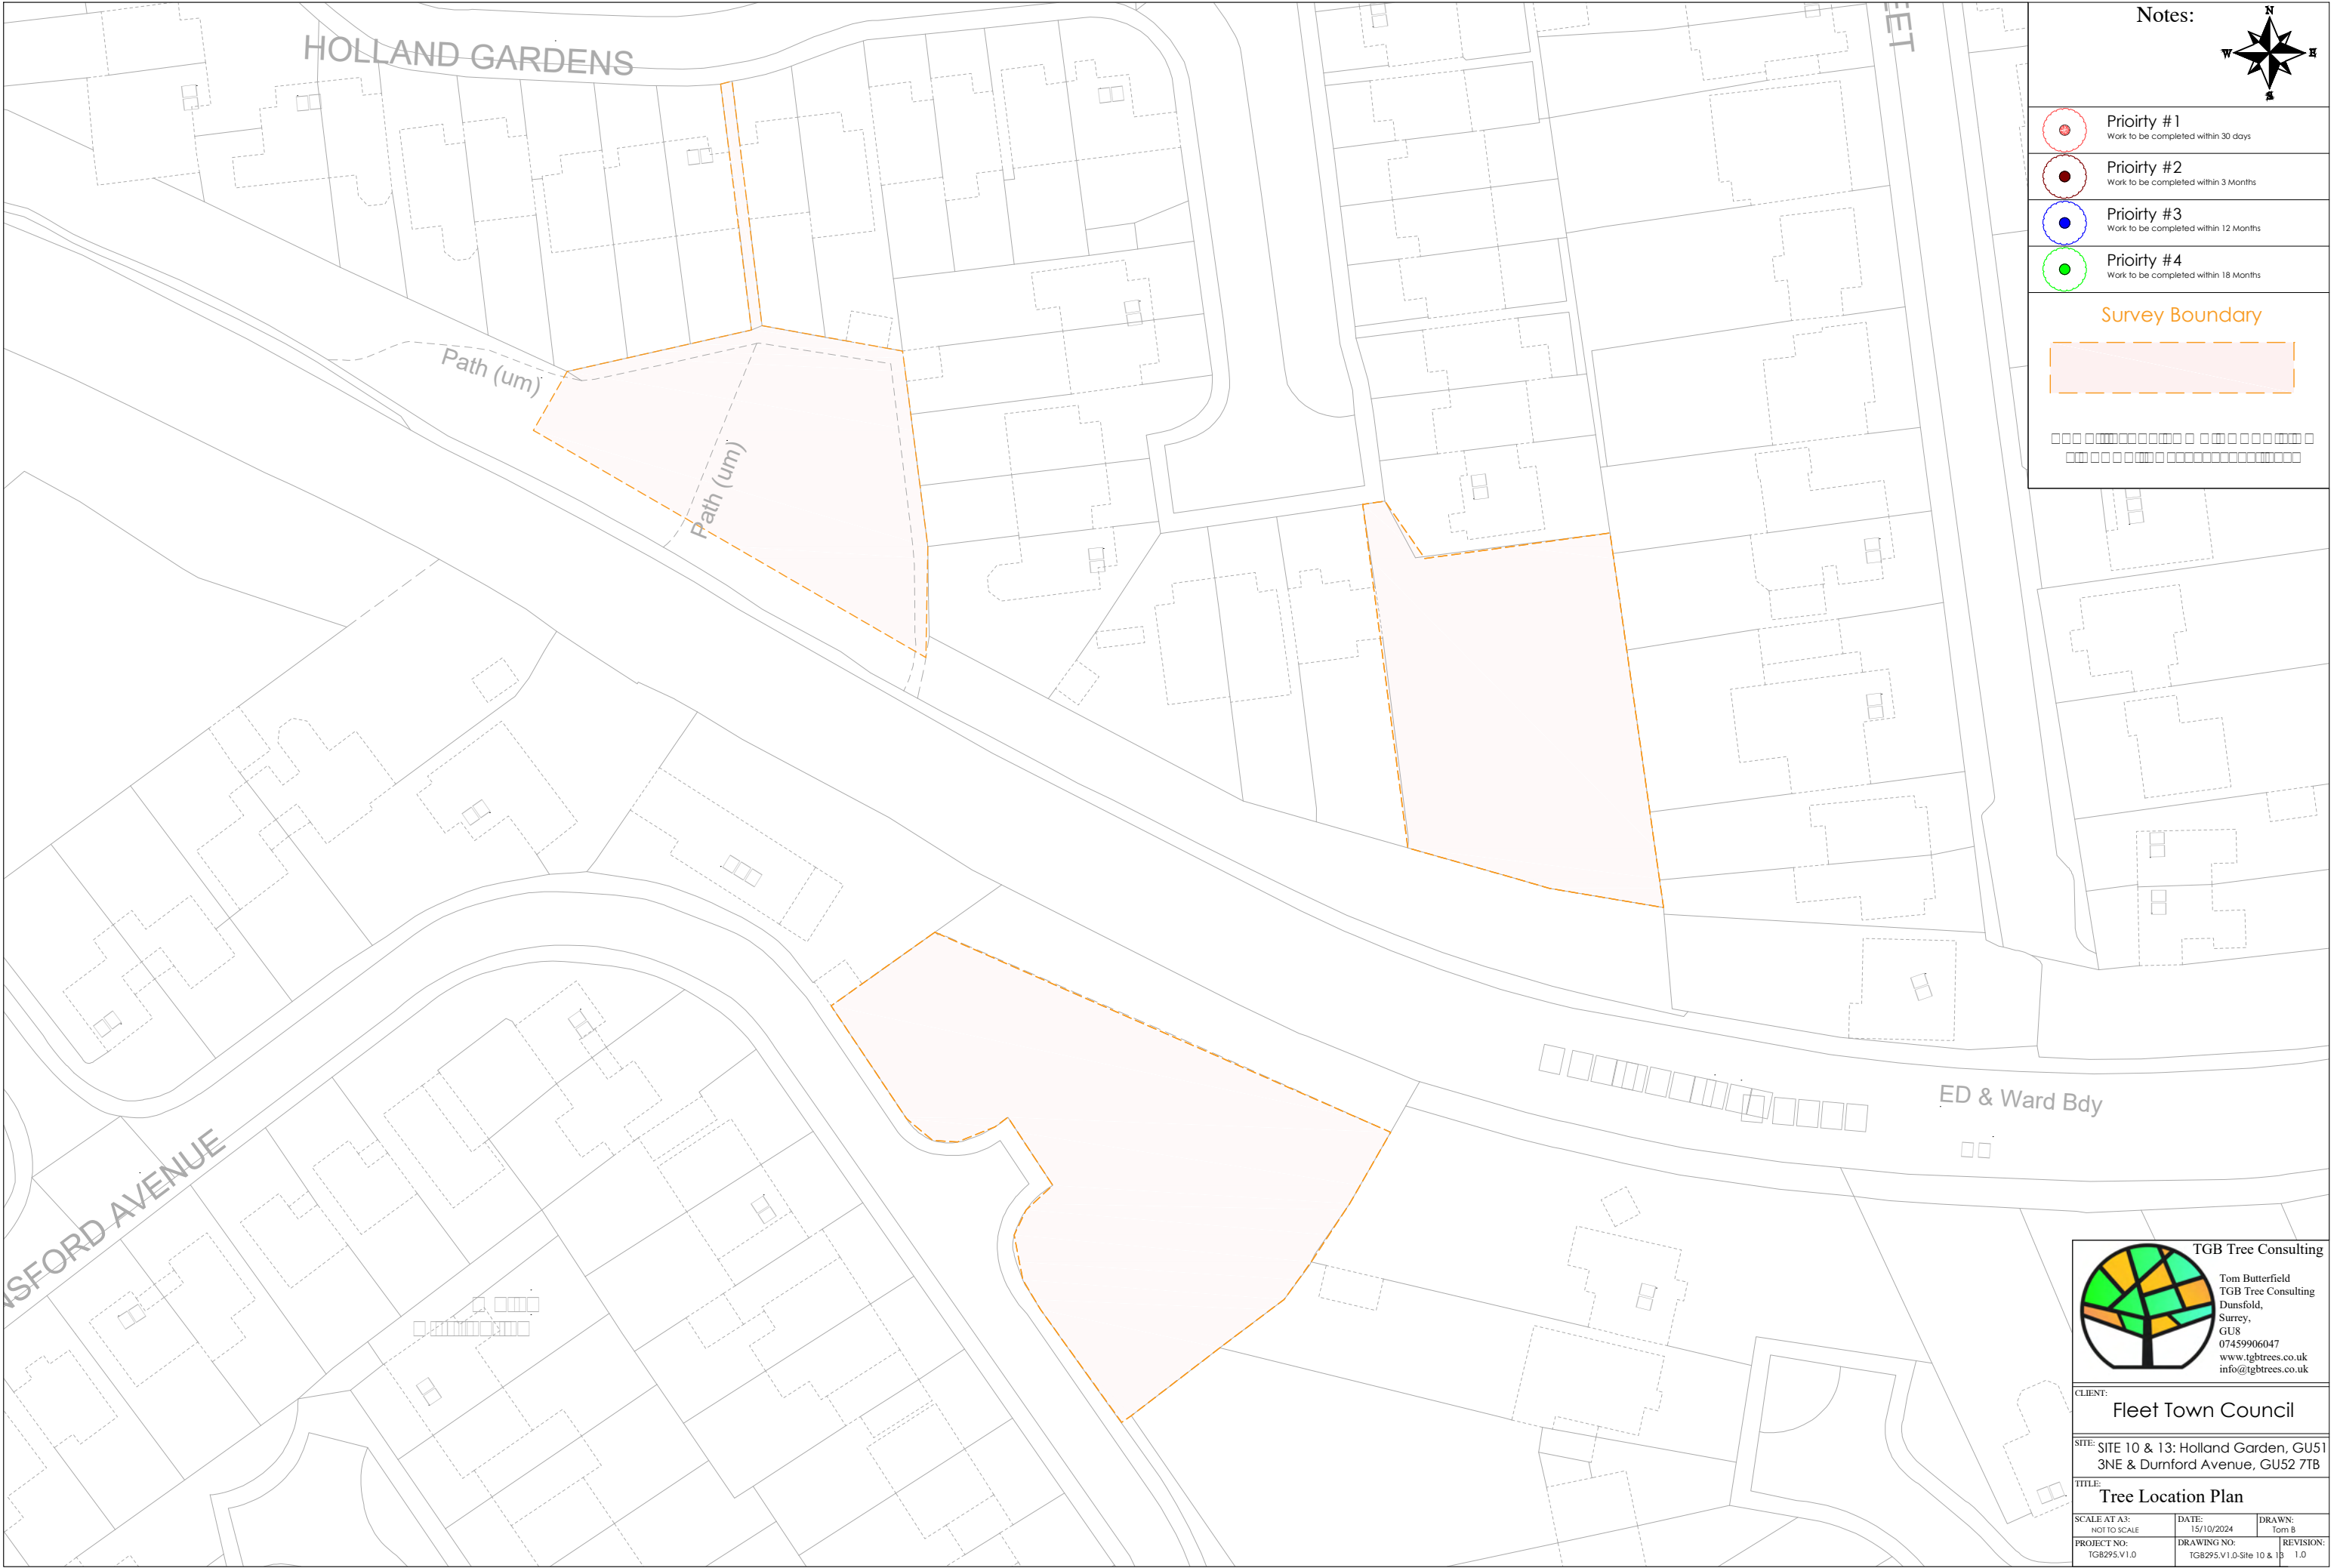 HOLLAND GARDENS
ET
Path (um)
Path (um)
NSFORD AVENUE
ED & Ward Bdy
Notes:
N
W E
S
Prioirty #1
Work to be completed within 30 days
Prioirty #2
Work to be completed within 3 Months
Prioirty #3
Work to be completed within 12 Months
Prioirty #4
Work to be completed within 18 Months
Survey Boundary
TGB Tree Consulting
Tom Butterfield
TGB Tree Consulting
Dunsfold,
Surrey,
GU8
07459906047
www.tgbtrees.co.uk
info@tgbtrees.co.uk
CLIENT:
Fleet Town Council
SITE: SITE 10 & 13: Holland Garden, GU51
3NE & Durnford Avenue, GU52 7TB
TITLE:
Tree Location Plan
SCALE AT A3: DATE: DRAWN:
NOT TO SCALE 15/10/2024 Tom B
PROJECT NO: DRAWING NO: REVISION:
TGB295.V1.0 TGB295.V1.0-Site 10 & 13 1.0